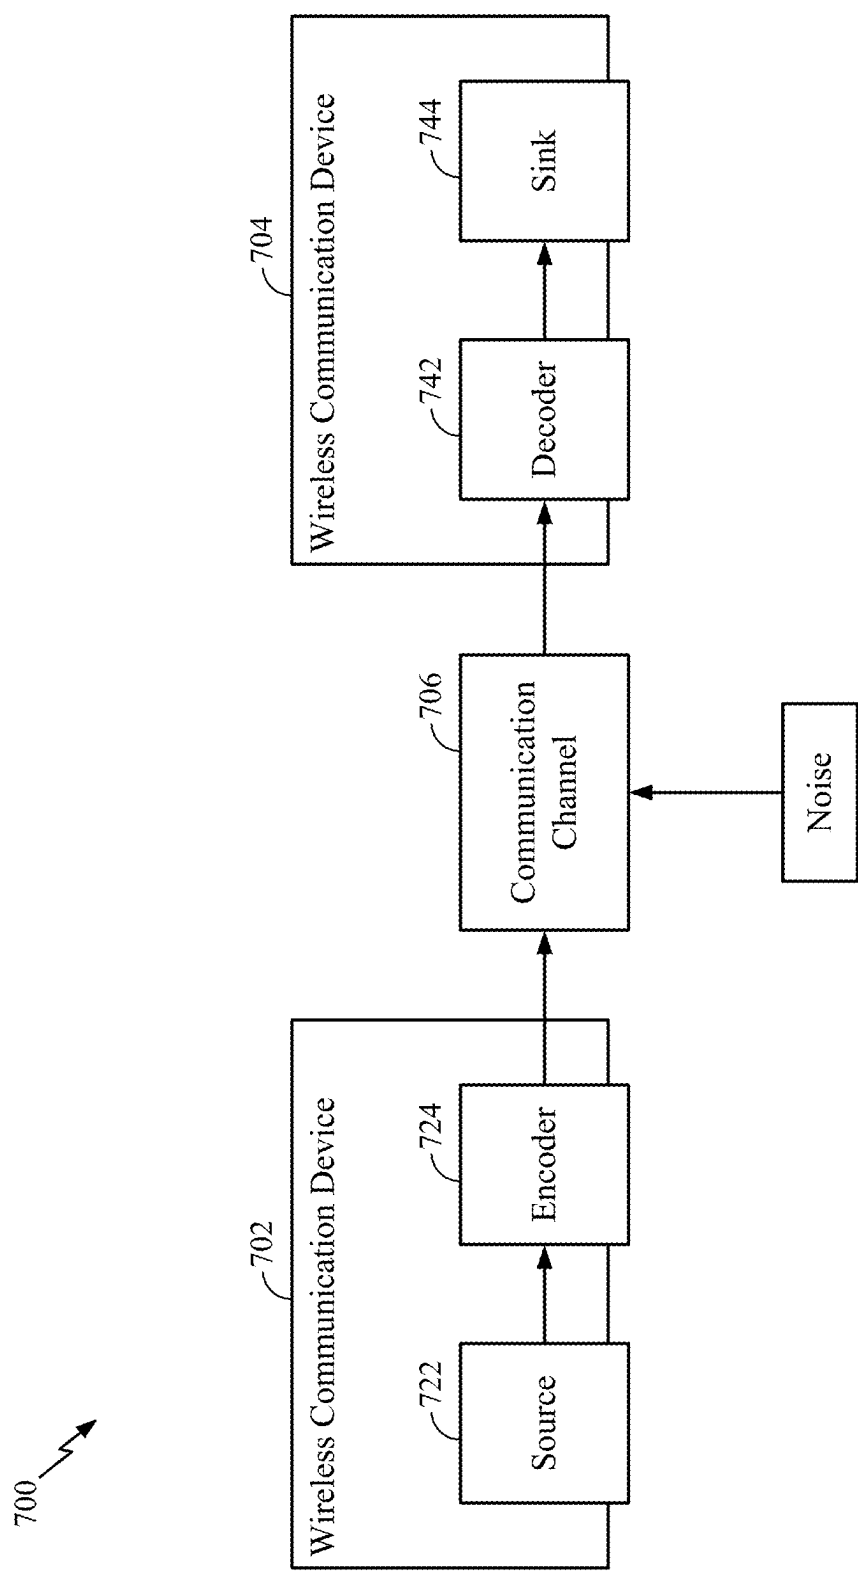 700
702
Wireless Communication Device
722
Source
724
Encoder
706
Communication
Channel
Noise
704
Wireless Communication Device
742
Decoder
744
Sink